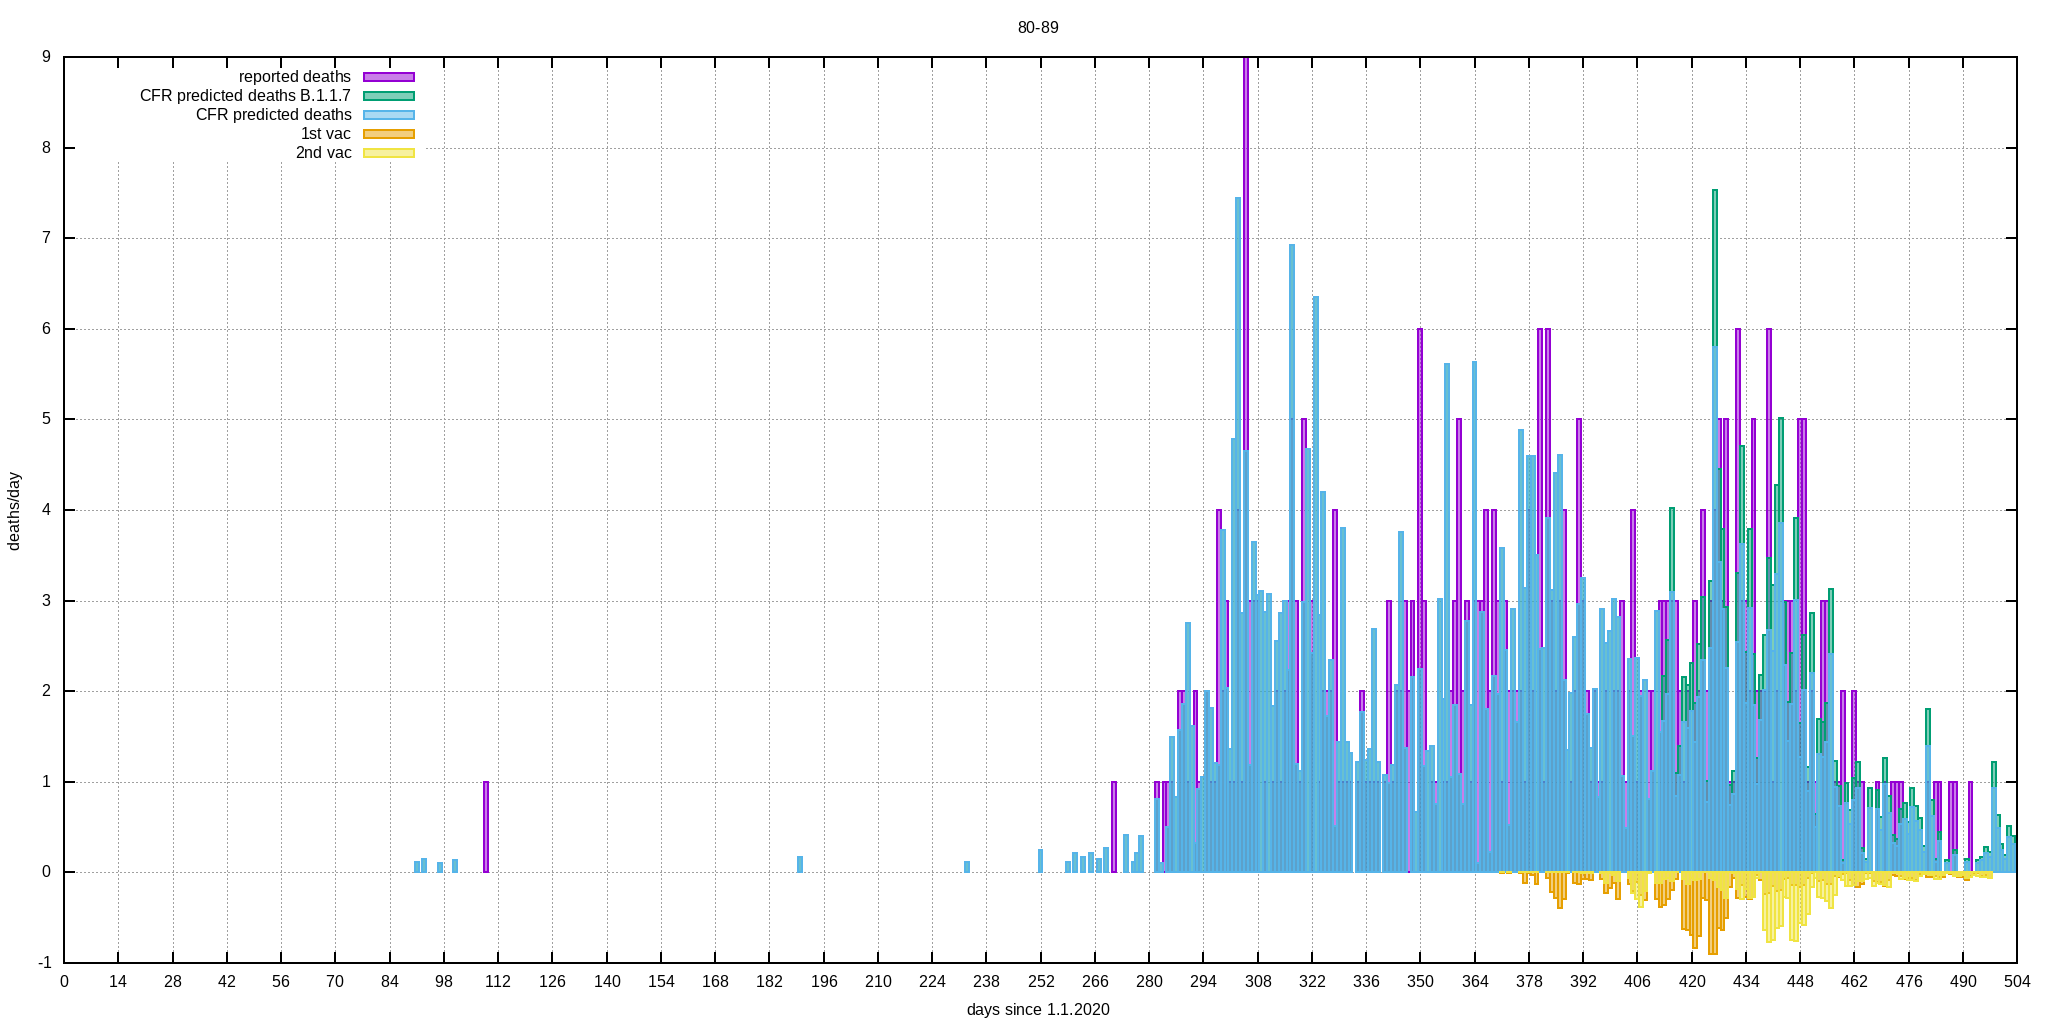 80-89
9
reported deaths
CFR predicted deaths B.1.1.7
CFR predicted deaths
1st vac
2nd vac
8
7
6
5
4
3
2
1
0
-1
deaths/day
0 14 28 42 56 70 84 98 112 126 140 154 168 182 196 210 224 238 252 266 280 294 308 322 336 350 364 378 392 406 420 434 448 462 476 490 504
days since 1.1.2020